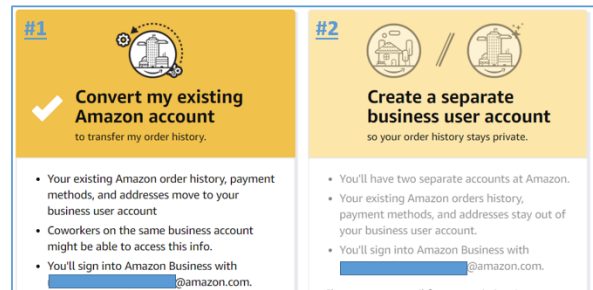 #1
Convert my existing
Amazon account
to transfer my order history.
• Your existing Amazon order history, payment
methods, and addresses move to your
business user account
• Coworkers on the same business account
might be able to access this info.
• You'll sign into Amazon Business with
@amazon.com.
#2
Create a separate
business user account
so your order history stays private.
• You'll have two separate accounts at Amazon.
• Your existing Amazon orders history,
payment methods, and addresses stay out of
your business user account.
• You'll sign into Amazon Business with
@amazon.com.